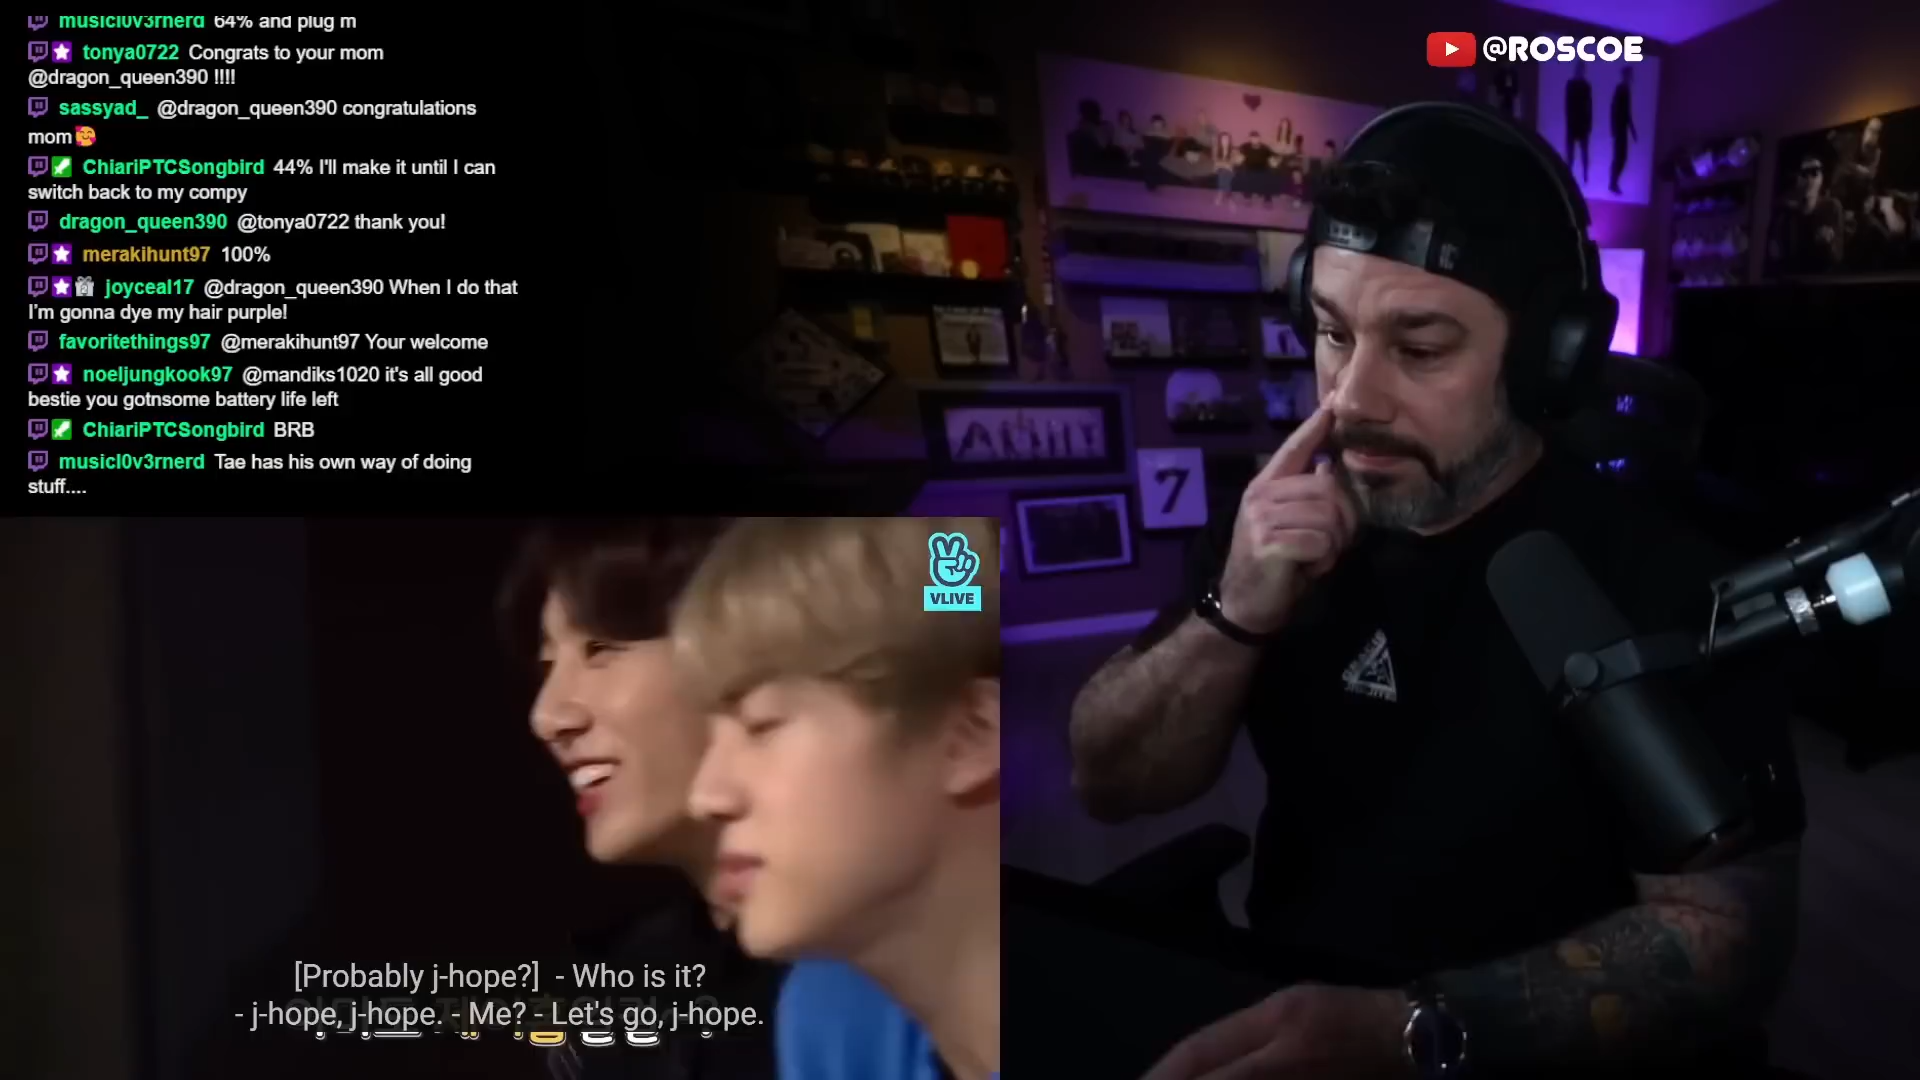 musicl0v3rnerd 64% and plug m
tonya0722 Congrats to your mom
@dragon_queen390 !!!!
sassyad_ @dragon_queen390 congratulations
mom🥰
ChiariPTCSongbird 44% I'll make it until I can
switch back to my compy
dragon_queen390 @tonya0722 thank you!
merakihunt97 100%
joyceal17 @dragon_queen390 When I do that
I'm gonna dye my hair purple!
favoritethings97 @merakihunt97 Your welcome
noeljungkook97 @mandiks1020 it's all good
bestie you gotnsome battery life left
ChiariPTCSongbird BRB
musicl0v3rnerd Tae has his own way of doing
stuff....
@ROSCOE
ARMY
7
VLIVE
[Probably j-hope?] - Who is it?
- j-hope, j-hope. - Me? - Let's go, j-hope.